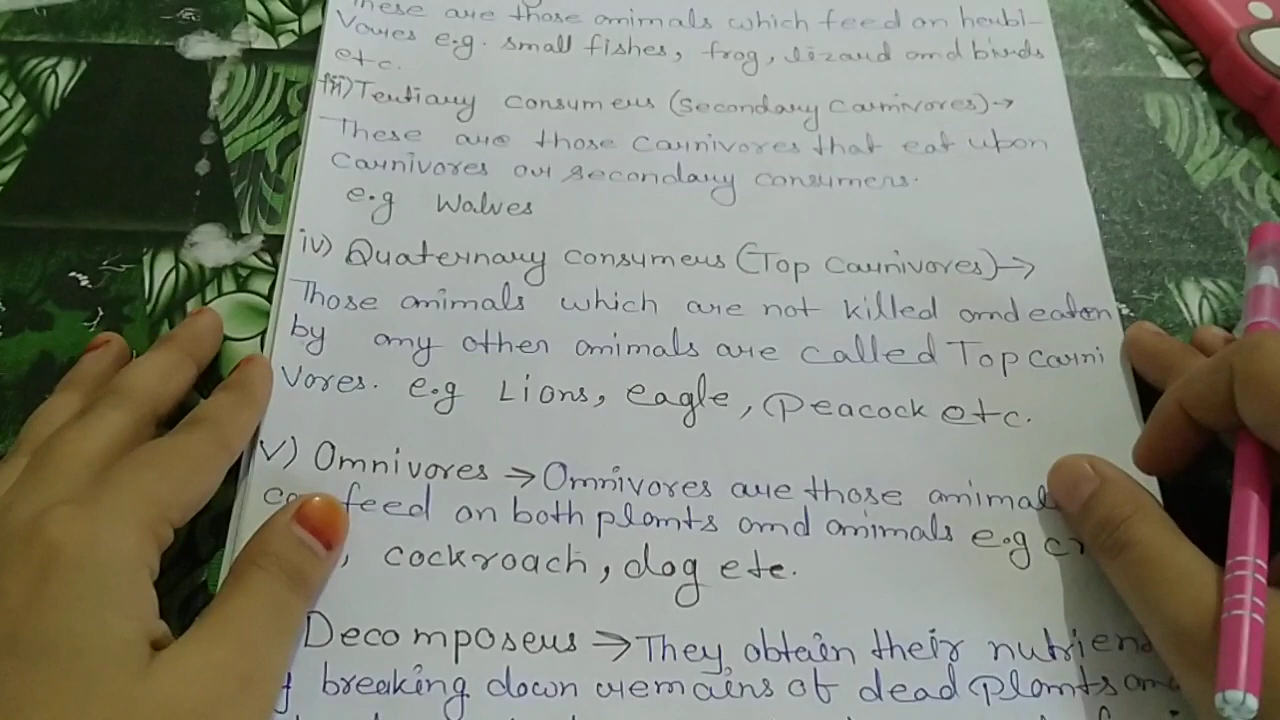 These are those animals which feed on herbi-
vores e.g. small fishes, frog, lizard and birds
etc.
iii) Tertiary consumers (Secondary Carnivores)→
These are those carnivores that eat upon
carnivores or secondary consumers.
e.g Walves
iv) Quaternary consumers (Top Carnivores)→
Those animals which are not killed and eaten
by any other animals are called Top carni
vores. e.g Lions, eagle, peacock etc.
v) Omnivores → Omnivores are those animal
feed on both plants and animals e.g
, cockroach, dog ete.
Decomposers → They obtain their
breaking down remains of dead plants